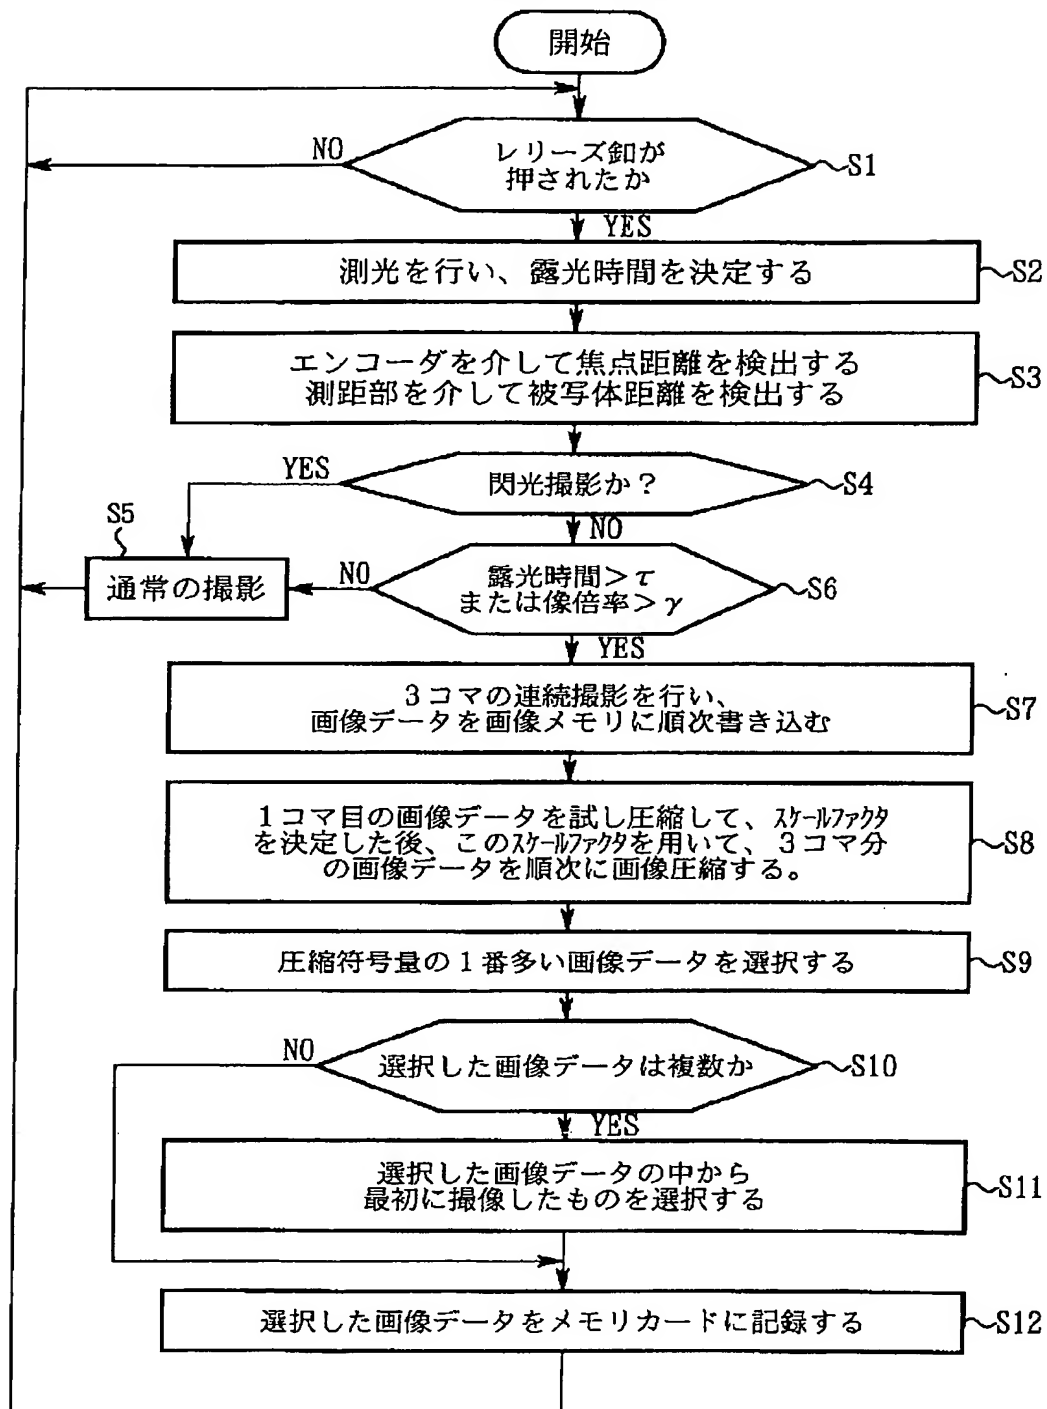 開始
NO
レリーズ釦が
押されたか
S1
YES
測光を行い、露光時間を決定する
S2
エンコーダを介して焦点距離を検出する
測距部を介して被写体距離を検出する
S3
YES
閃光撮影か？
S4
S5
NO
通常の撮影
NO
露光時間＞τ
または像倍率＞γ
S6
YES
３コマの連続撮影を行い、
画像データを画像メモリに順次書き込む
S7
１コマ目の画像データを試し圧縮して、ｽｹｰﾙﾌｧｸﾀ
を決定した後、このｽｹｰﾙﾌｧｸﾀを用いて、３コマ分
の画像データを順次に画像圧縮する。
S8
圧縮符号量の１番多い画像データを選択する
S9
NO
選択した画像データは複数か
S10
YES
選択した画像データの中から
最初に撮像したものを選択する
S11
選択した画像データをメモリカードに記録する
S12